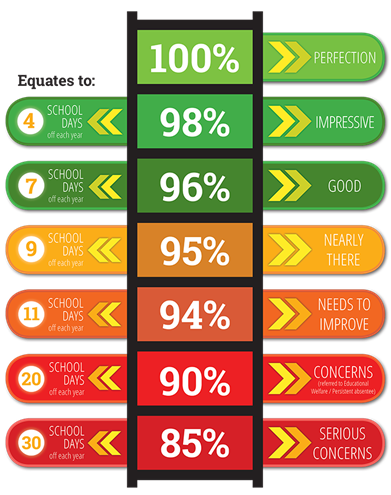 100%
PERFECTION
Equates to:
4
SCHOOL
DAYS
off each year
98%
IMPRESSIVE
7
SCHOOL
DAYS
off each year
96%
GOOD
9
SCHOOL
DAYS
off each year
95%
NEARLY
THERE
11
SCHOOL
DAYS
off each year
94%
NEEDS TO
IMPROVE
20
SCHOOL
DAYS
off each year
90%
CONCERNS
(referred to Educational
Welfare / Persistent absentee)
30
SCHOOL
DAYS
off each year
85%
SERIOUS
CONCERNS